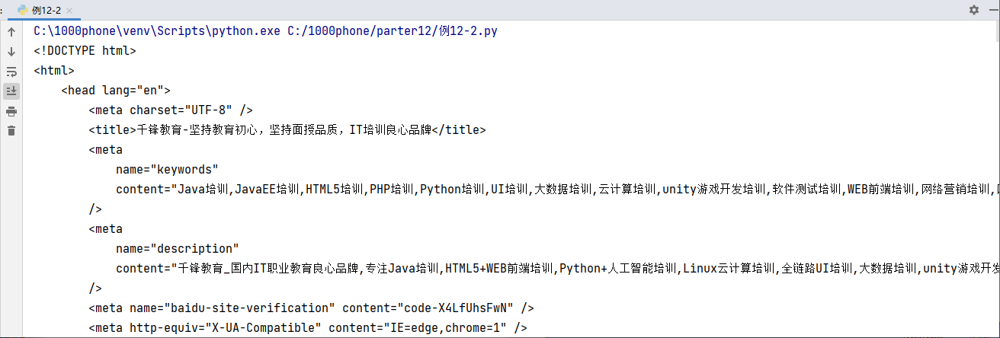 例12-2
C:\1000phone\venv\Scripts\python.exe C:/1000phone/parter12/例12-2.py
<!DOCTYPE html>
<html>
<head lang="en">
<meta charset="UTF-8" />
<title>千锋教育-坚持教育初心，坚持面授品质，IT培训良心品牌</title>
<meta
name="keywords"
content="Java培训,JavaEE培训,HTML5培训,PHP培训,Python培训,UI培训,大数据培训,云计算培训,unity游戏开发培训,软件测试培训,WEB前端培训,网络营销培训,
/>
<meta
name="description"
content="千锋教育_国内IT职业教育良心品牌,专注Java培训,HTML5+WEB前端培训,Python+人工智能培训,Linux云计算培训,全链路UI培训,大数据培训,unity游戏开发
/>
<meta name="baidu-site-verification" content="code-X4LfUhsFwN" />
<meta http-equiv="X-UA-Compatible" content="IE=edge,chrome=1" />